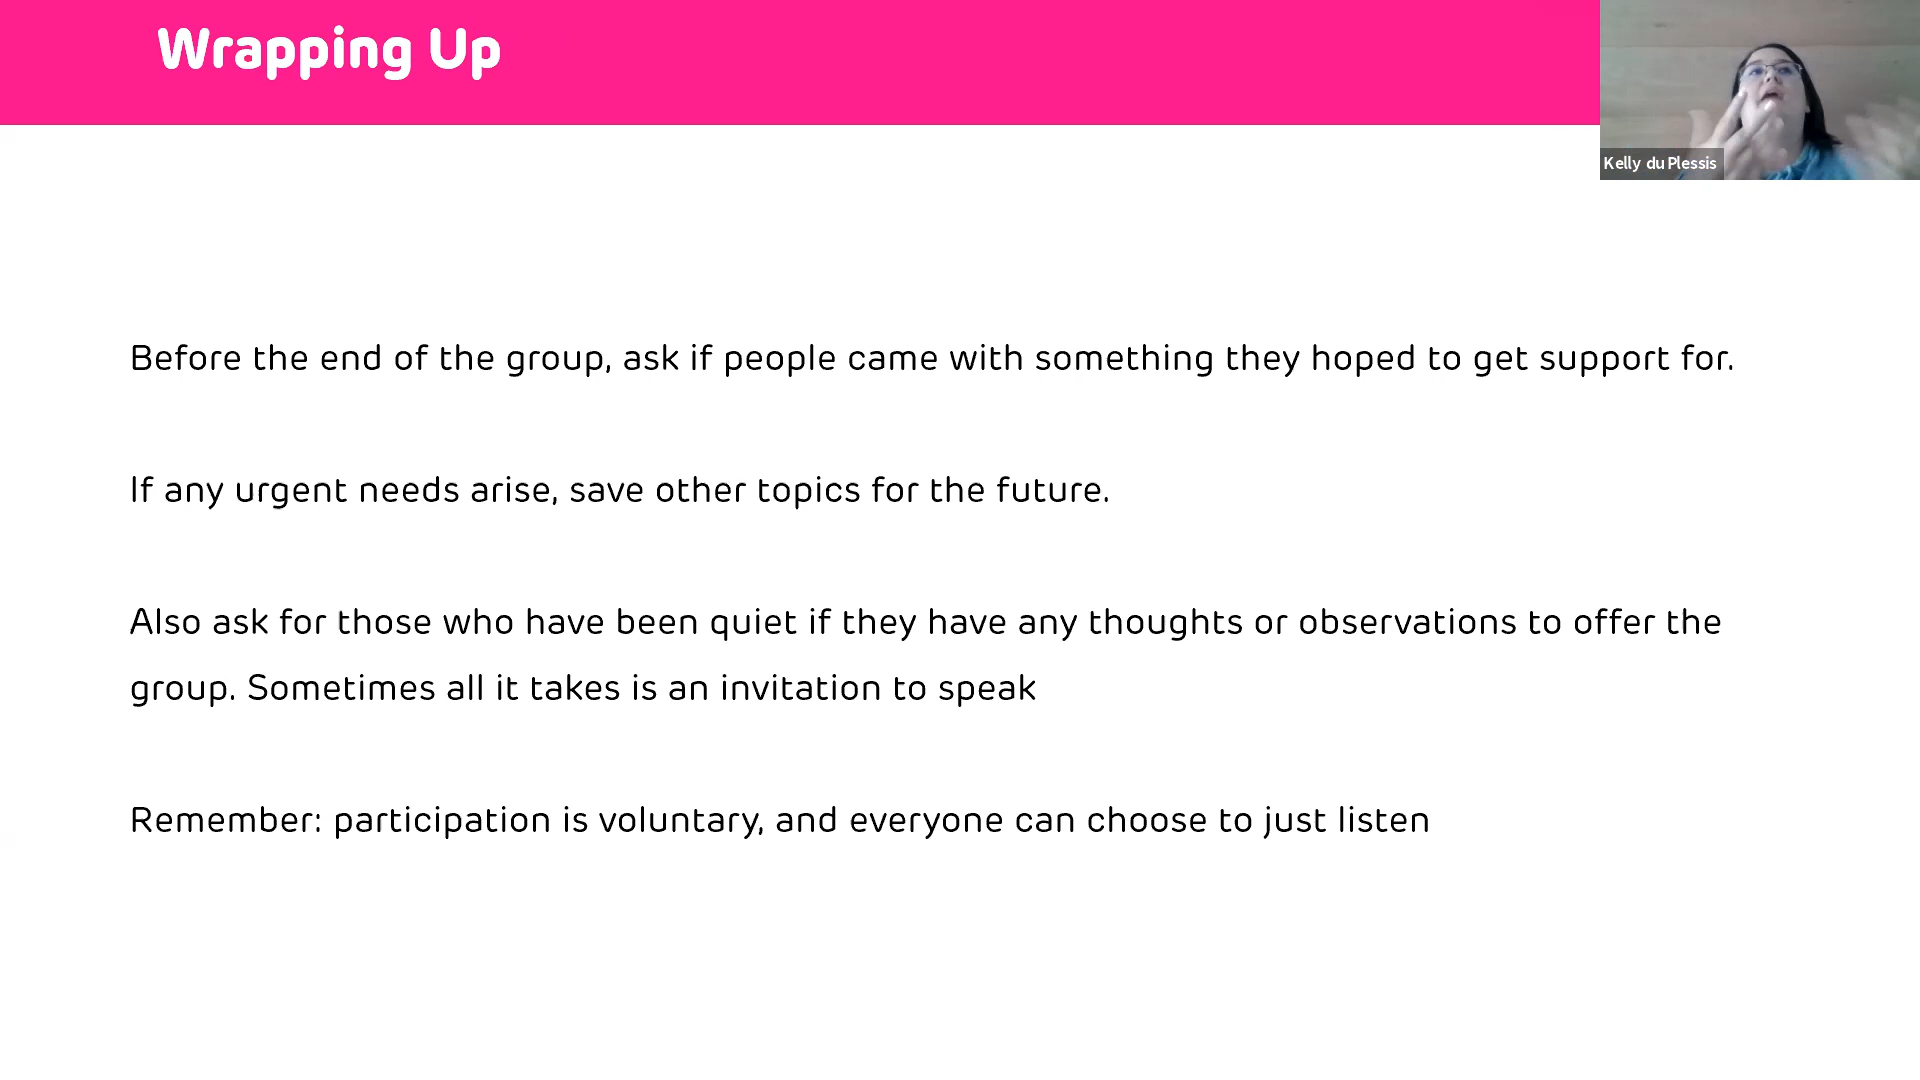 Wrapping Up
Kelly du Plessis
Before the end of the group, ask if people came with something they hoped to get support for.
If any urgent needs arise, save other topics for the future.
Also ask for those who have been quiet if they have any thoughts or observations to offer the
group. Sometimes all it takes is an invitation to speak
Remember: participation is voluntary, and everyone can choose to just listen